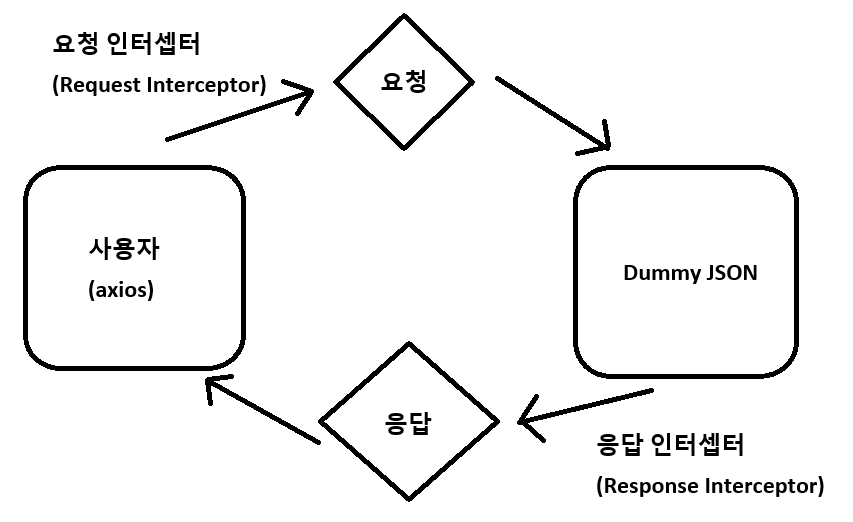 요청 인터셉터
(Request Interceptor)
요청
사용자
(axios)
Dummy JSON
응답
응답 인터셉터
(Response Interceptor)